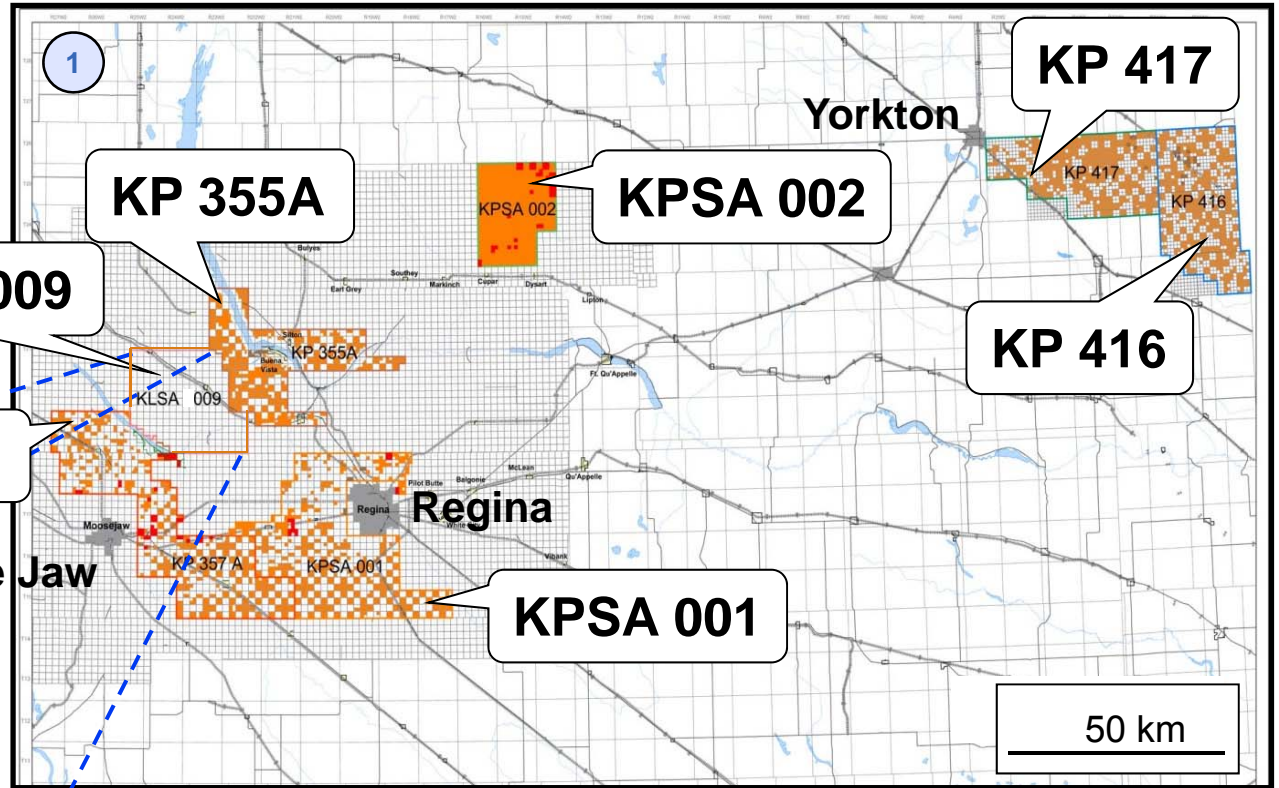 1
KP 417
Yorkton
KP 355A
KPSA 002
KP 417
KPSA 002
KP 416
Bulyes
009
Southey
Earl Grey
Markinch
Cupar
Dysart
Lipton
KP 416
Silton
KP 355A
Buena
Vista
Ft. Qu'Appelle
KLSA 009
McLean
Qu'Appelle
Balgonie
Pilot Butte
Regina
Regina
White
Moosejaw
Vibank
e Jaw
KP 357 A
KPSA 001
KPSA 001
50 km